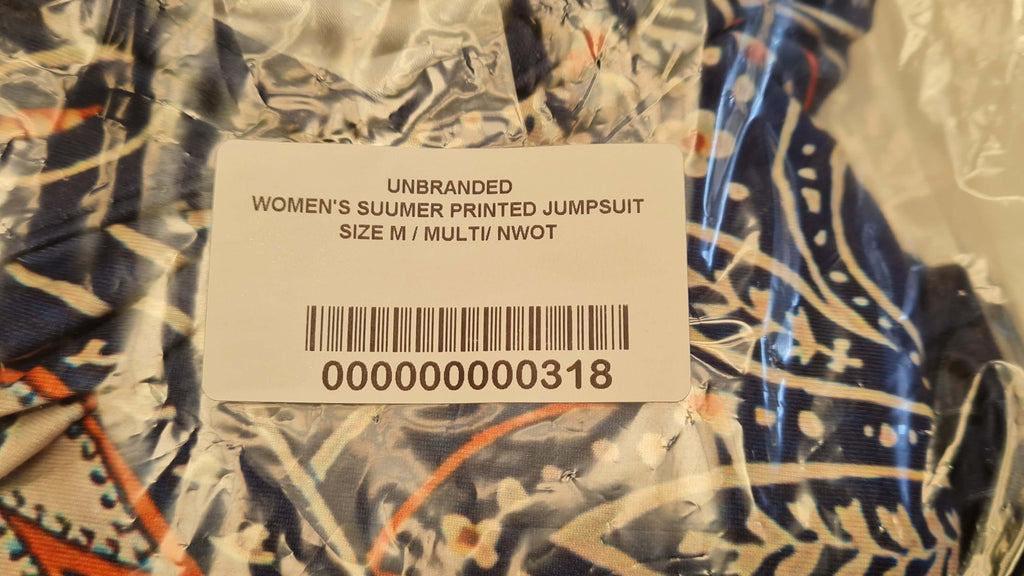 UNBRANDED
WOMEN'S SUUMER PRINTED JUMPSUIT
SIZE M / MULTI/ NWOT
000000000318